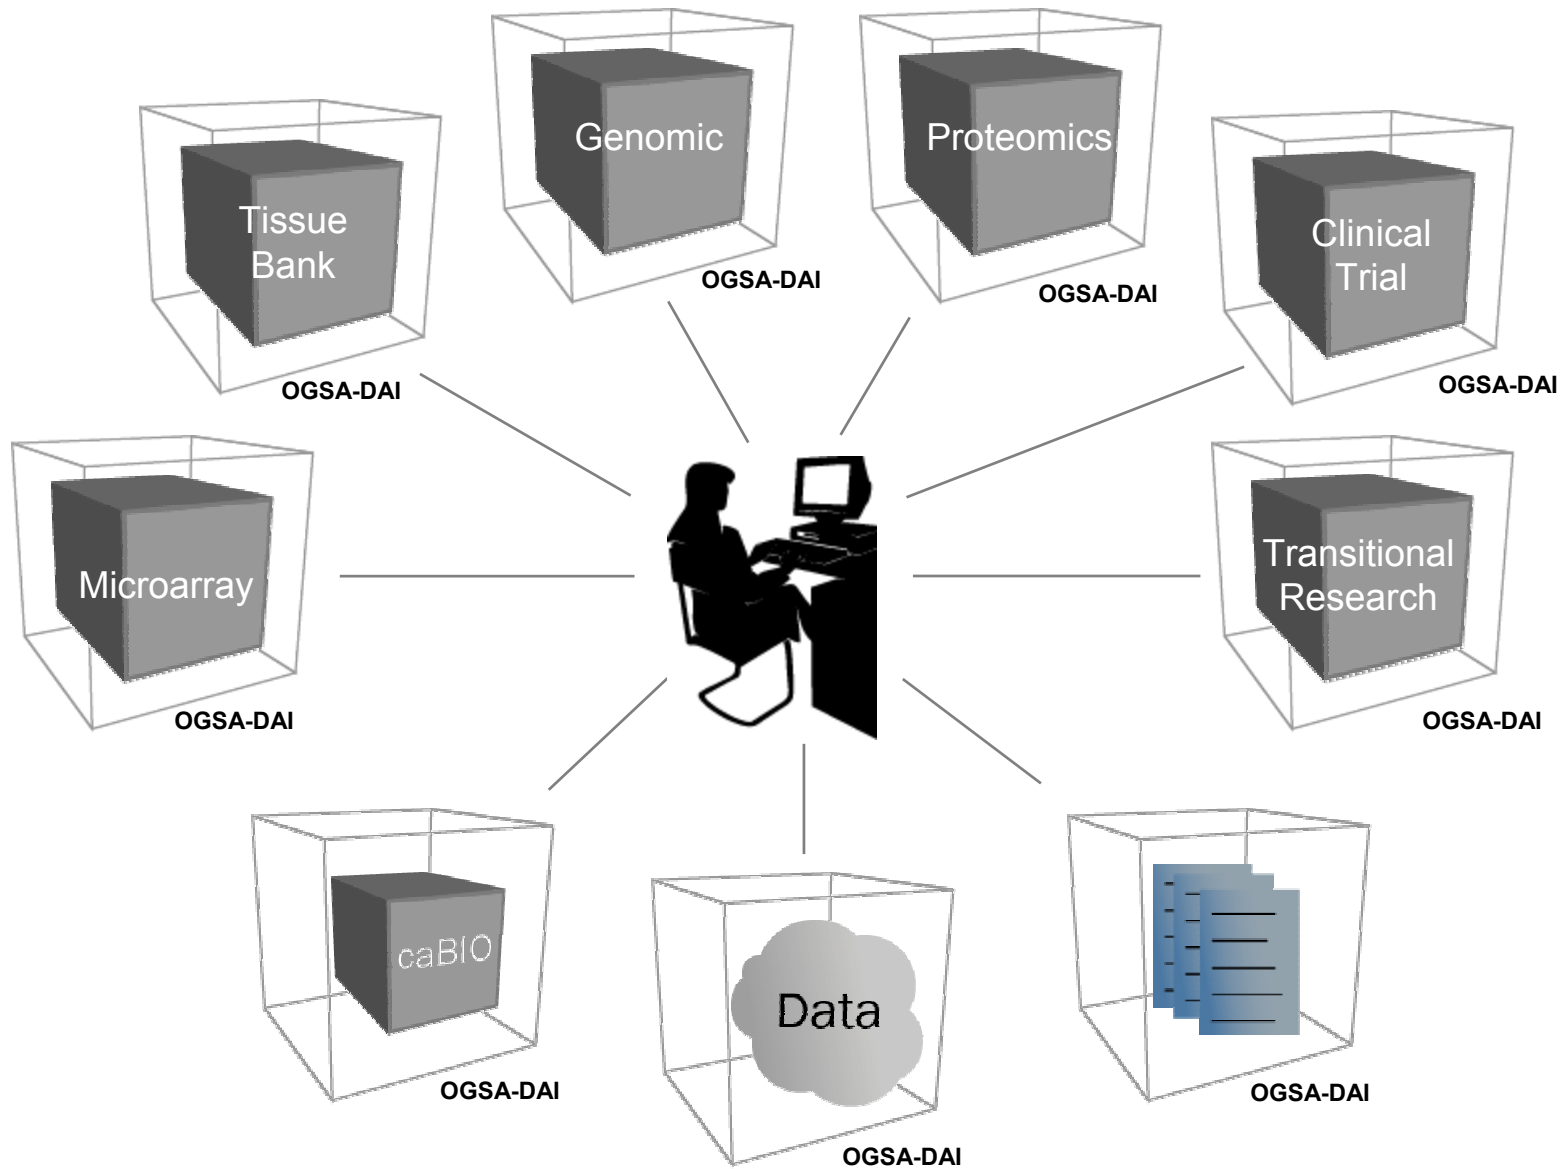 Genomic
OGSA-DAI
Proteomics
OGSA-DAI
Tissue
Bank
OGSA-DAI
Clinical
Trial
OGSA-DAI
Microarray
OGSA-DAI
Transitional
Research
OGSA-DAI
caBIO
OGSA-DAI
Data
OGSA-DAI
OGSA-DAI